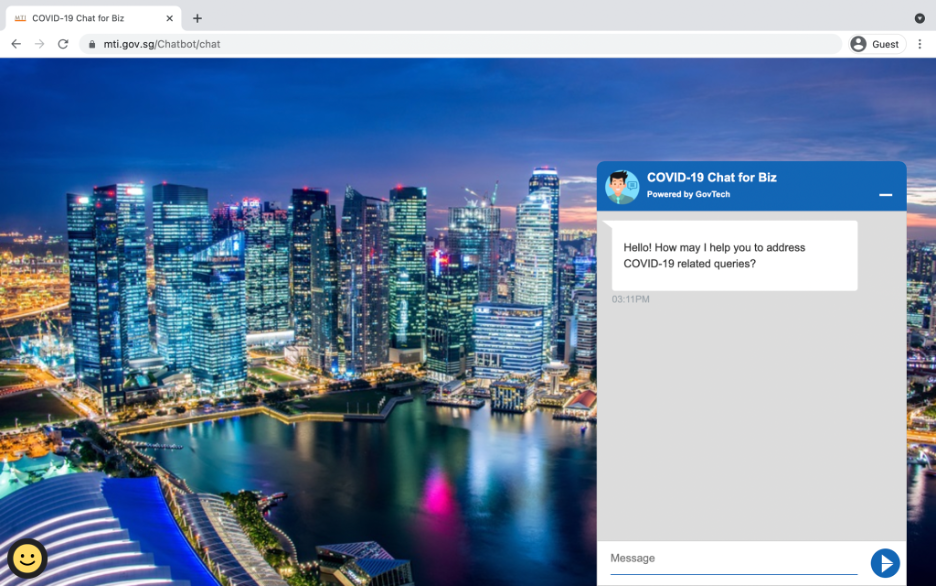 MTI COVID-19 Chat for Biz
mti.gov.sg/Chatbot/chat
Guest
COVID-19 Chat for Biz
Powered by GovTech
Hello! How may I help you to address
COVID-19 related queries?
03:11PM
Message